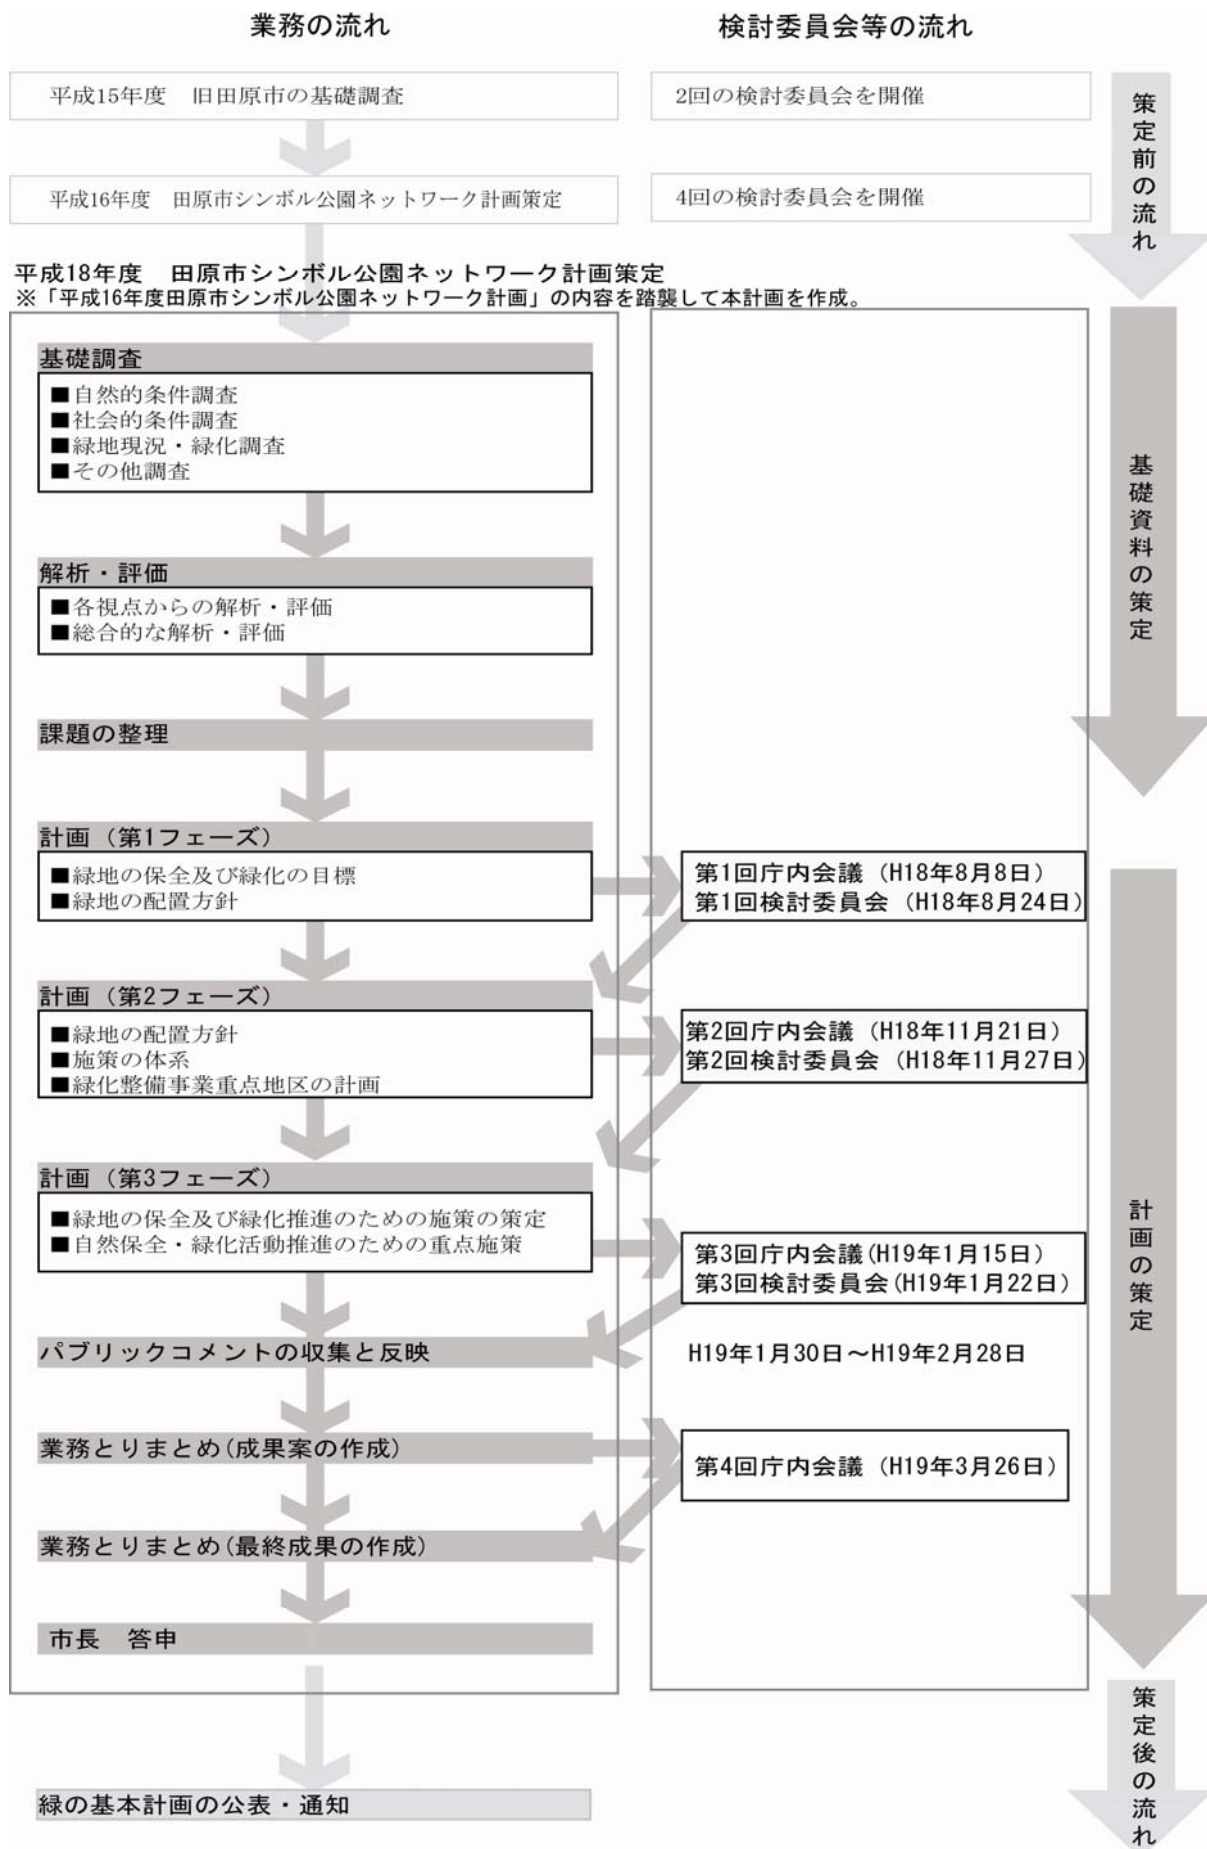 業務の流れ
検討委員会等の流れ
平成15年度　旧田原市の基礎調査
2回の検討委員会を開催
平成16年度　田原市シンボル公園ネットワーク計画策定
4回の検討委員会を開催
策定前の流れ
平成18年度　田原市シンボル公園ネットワーク計画策定
※「平成16年度田原市シンボル公園ネットワーク計画」の内容を踏襲して本計画を作成。
基礎調査
■自然的条件調査
■社会的条件調査
■緑地現況・緑化調査
■その他調査
解析・評価
■各視点からの解析・評価
■総合的な解析・評価
課題の整理
基礎資料の策定
計画（第1フェーズ）
■緑地の保全及び緑化の目標
■緑地の配置方針
第1回庁内会議（H18年8月8日）
第1回検討委員会（H18年8月24日）
計画（第2フェーズ）
■緑地の配置方針
■施策の体系
■緑化整備事業重点地区の計画
第2回庁内会議（H18年11月21日）
第2回検討委員会（H18年11月27日）
計画（第3フェーズ）
■緑地の保全及び緑化推進のための施策の策定
■自然保全・緑化活動推進のための重点施策
第3回庁内会議(H19年1月15日)
第3回検討委員会(H19年1月22日)
パブリックコメントの収集と反映
H19年1月30日～H19年2月28日
業務とりまとめ(成果案の作成)
第4回庁内会議（H19年3月26日）
業務とりまとめ(最終成果の作成)
市長　答申
計画の策定
緑の基本計画の公表・通知
策定後の流れ